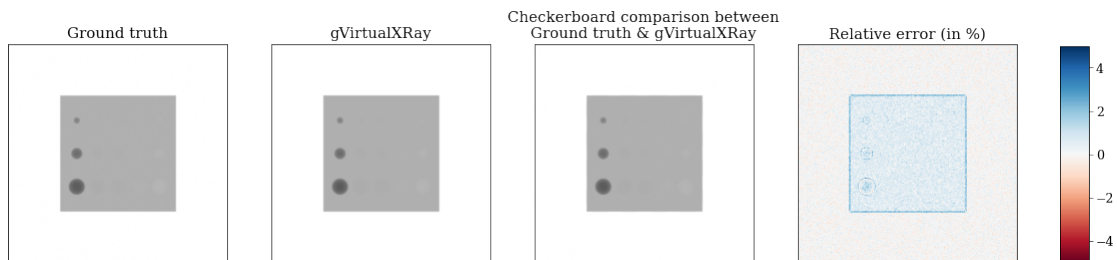 Ground truth
gVirtualXRay
Checkerboard comparison between
Ground truth & gVirtualXRay
Relative error (in %)
4
2
0
−2
−4